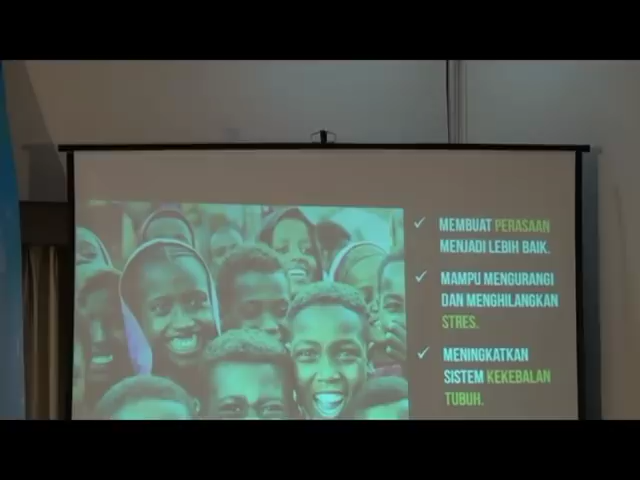 MEMBUAT PERASAAN
MENJADI LEBIH BAIK.
MAMPU MENGURANGI
DAN MENGHILANGKAN
STRES.
MENINGKATKAN
SISTEM KEKEBALAN
TUBUH.